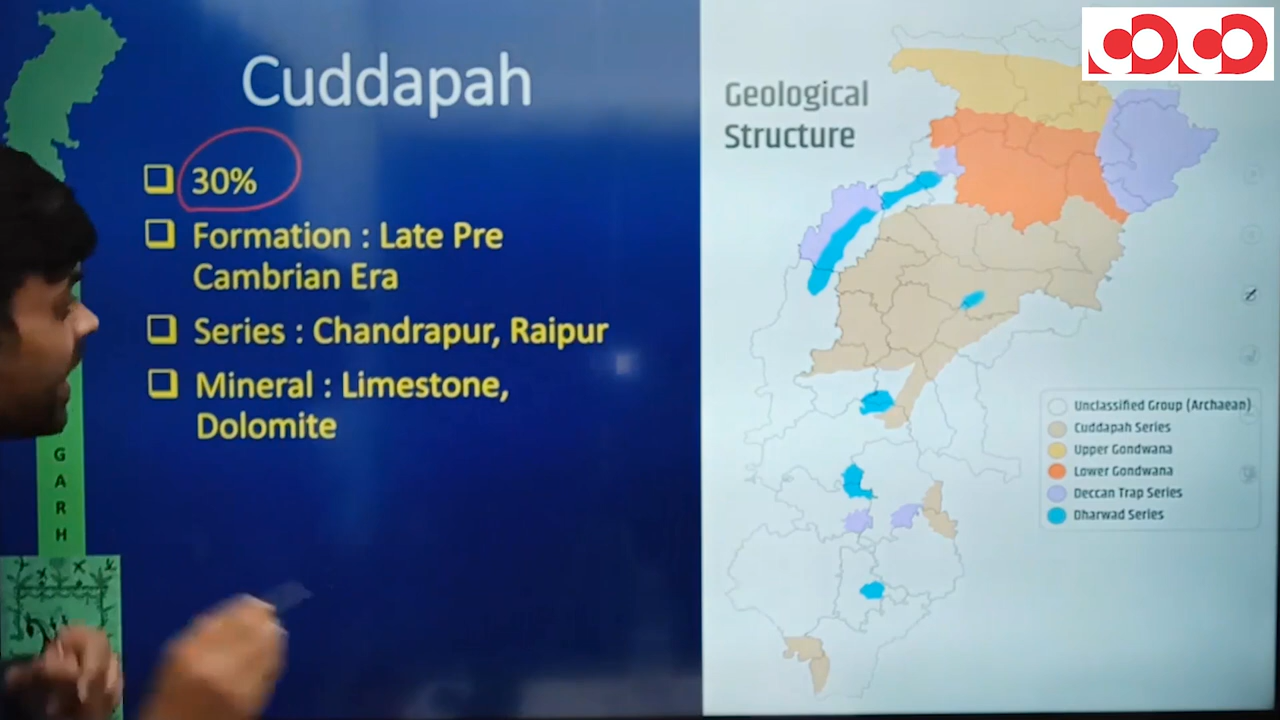 Cuddapah
30%
Formation : Late Pre
Cambrian Era
Series : Chandrapur, Raipur
Mineral : Limestone,
Dolomite
G
A
R
H
Geological
Structure
Unclassified Group (Archaean)
Cuddapah Series
Upper Gondwana
Lower Gondwana
Deccan Trap Series
Dharwad Series